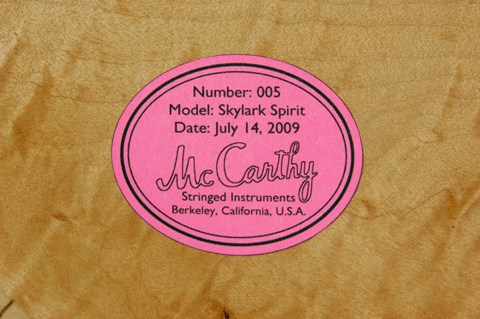 Number: 005
Model: Skylark Spirit
Date: July 14, 2009
McCarthy
Stringed Instruments
Berkeley, California, U.S.A.